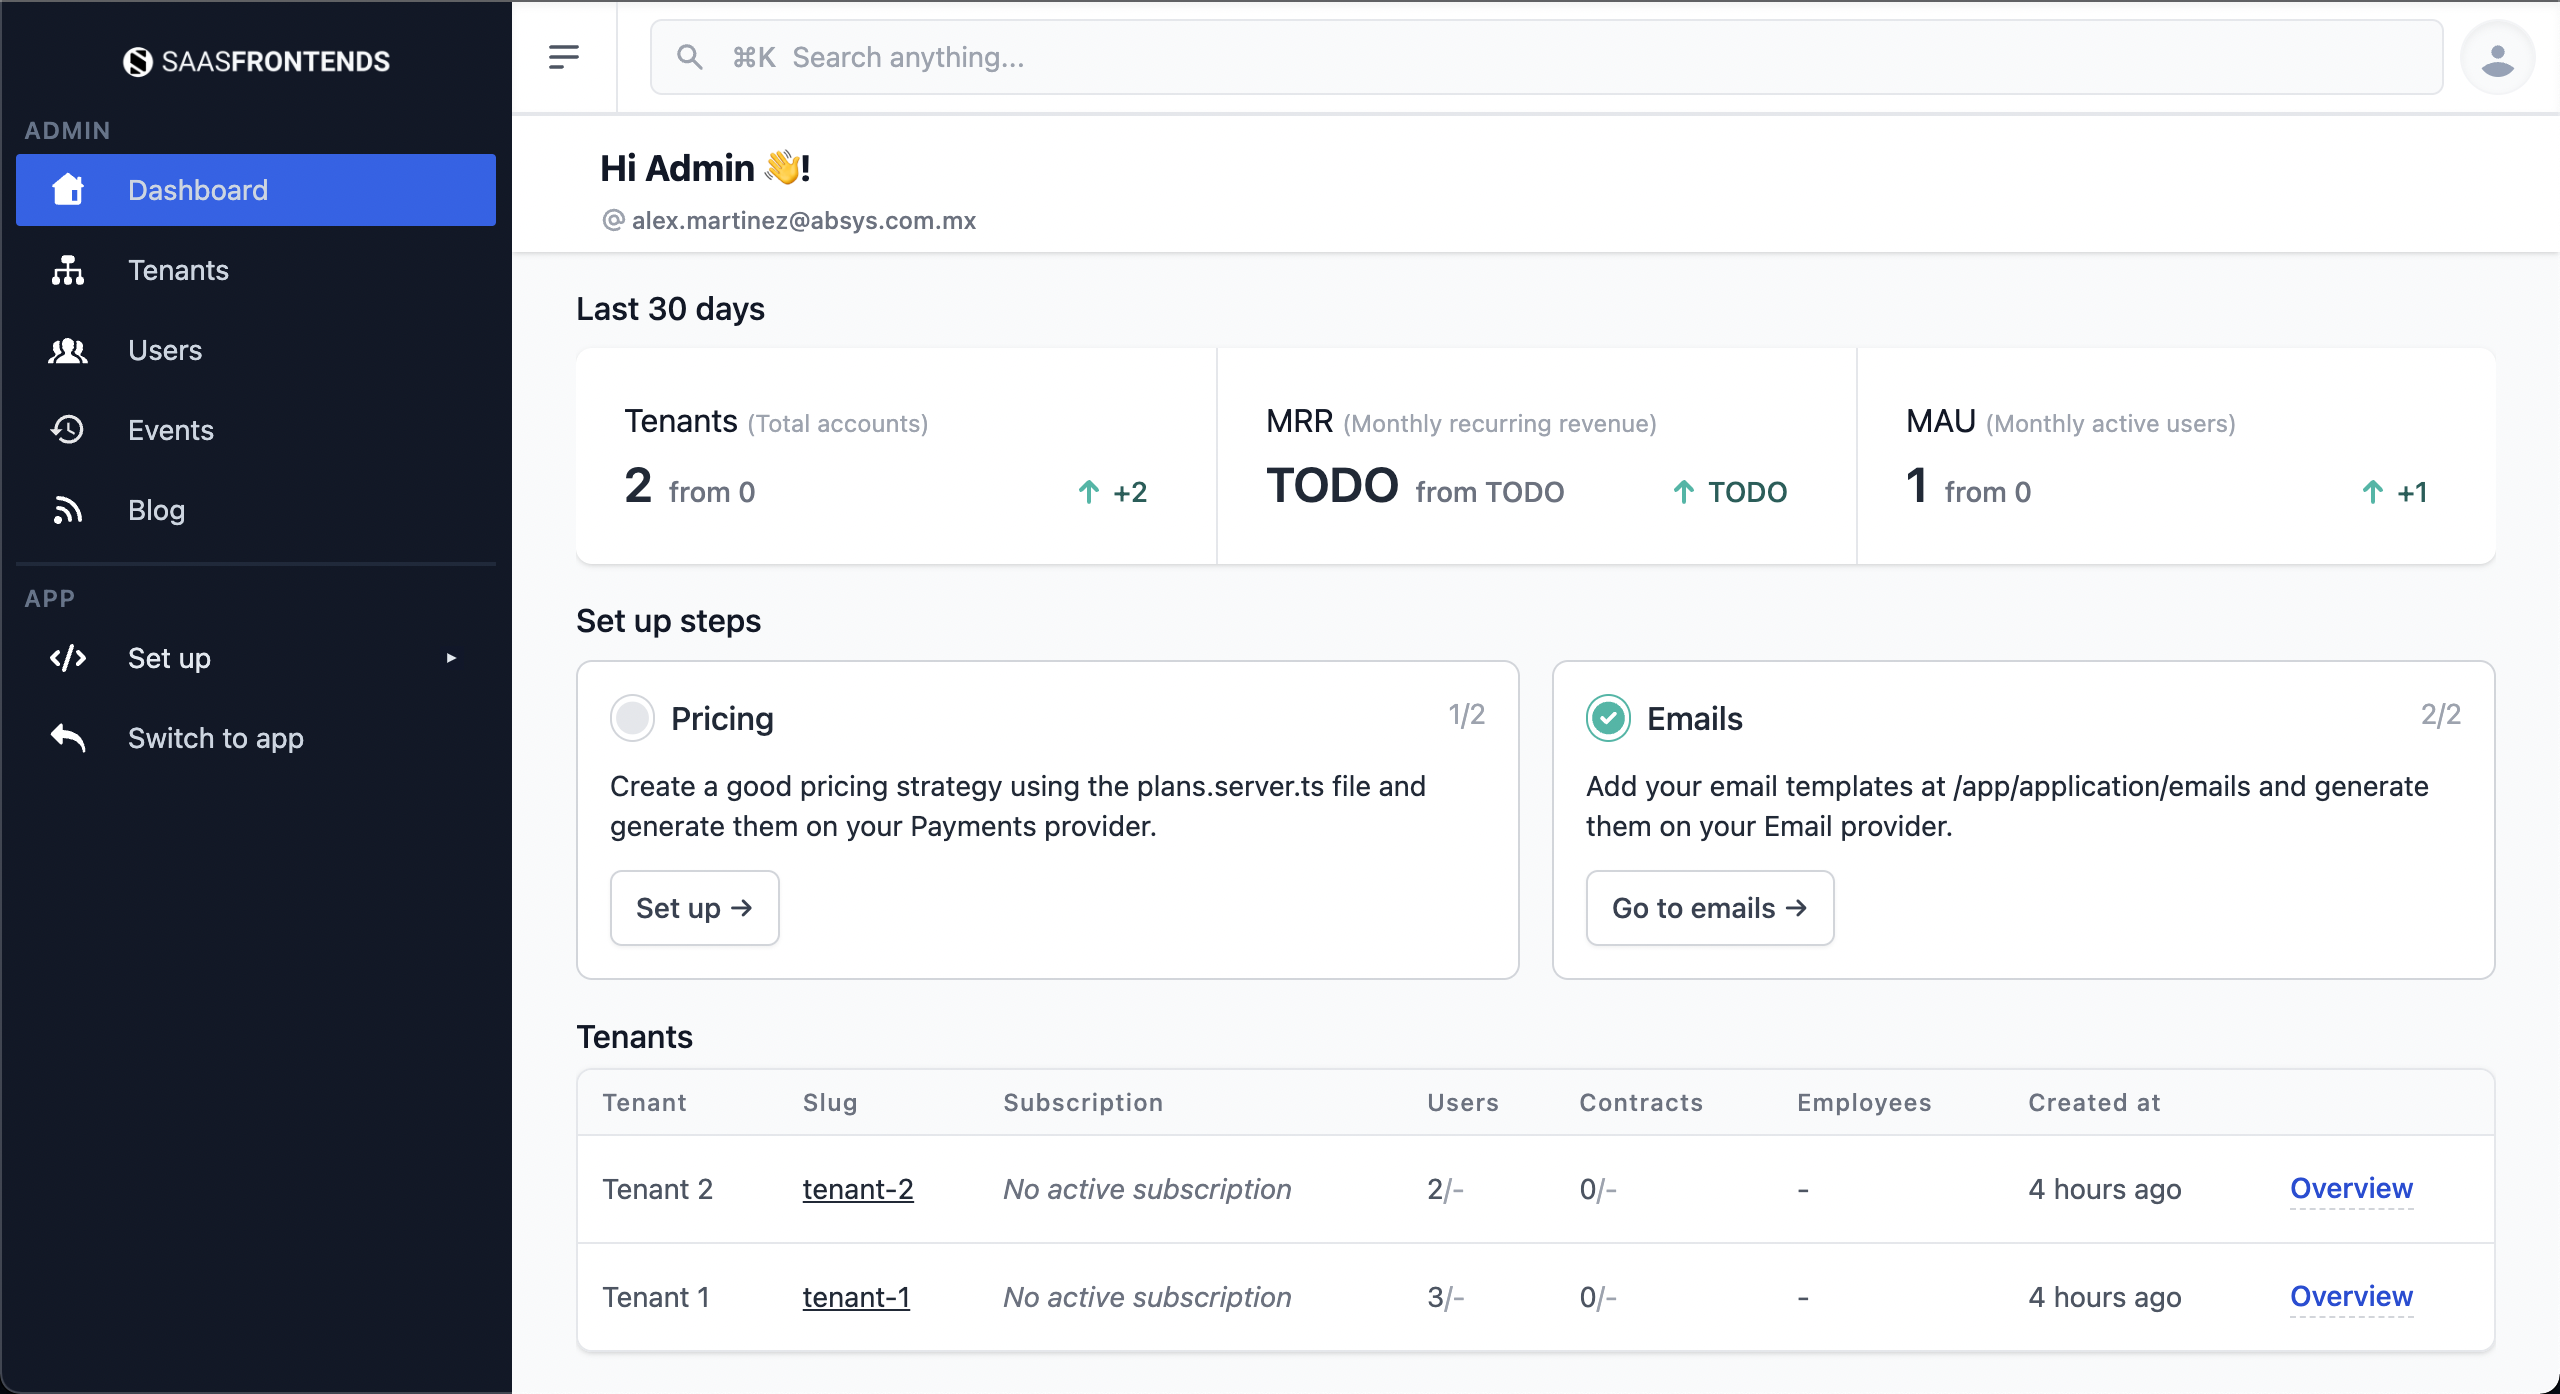 SAASFRONTENDS
ADMIN
Dashboard
Tenants
Users
Events
Blog
APP
Set up
Switch to app
⌘K Search anything...
Hi Admin 👋!
@ alex.martinez@absys.com.mx
Last 30 days
Tenants (Total accounts)
2 from 0 ↑ +2
MRR (Monthly recurring revenue)
TODO from TODO ↑ TODO
MAU (Monthly active users)
1 from 0 ↑ +1
Set up steps
Pricing 1/2
Create a good pricing strategy using the plans.server.ts file and
generate them on your Payments provider.
Set up →
Emails 2/2
Add your email templates at /app/application/emails and generate
them on your Email provider.
Go to emails →
Tenants
Tenant Slug Subscription Users Contracts Employees Created at
Tenant 2 tenant-2 No active subscription 2/- 0/- - 4 hours ago Overview
Tenant 1 tenant-1 No active subscription 3/- 0/- - 4 hours ago Overview